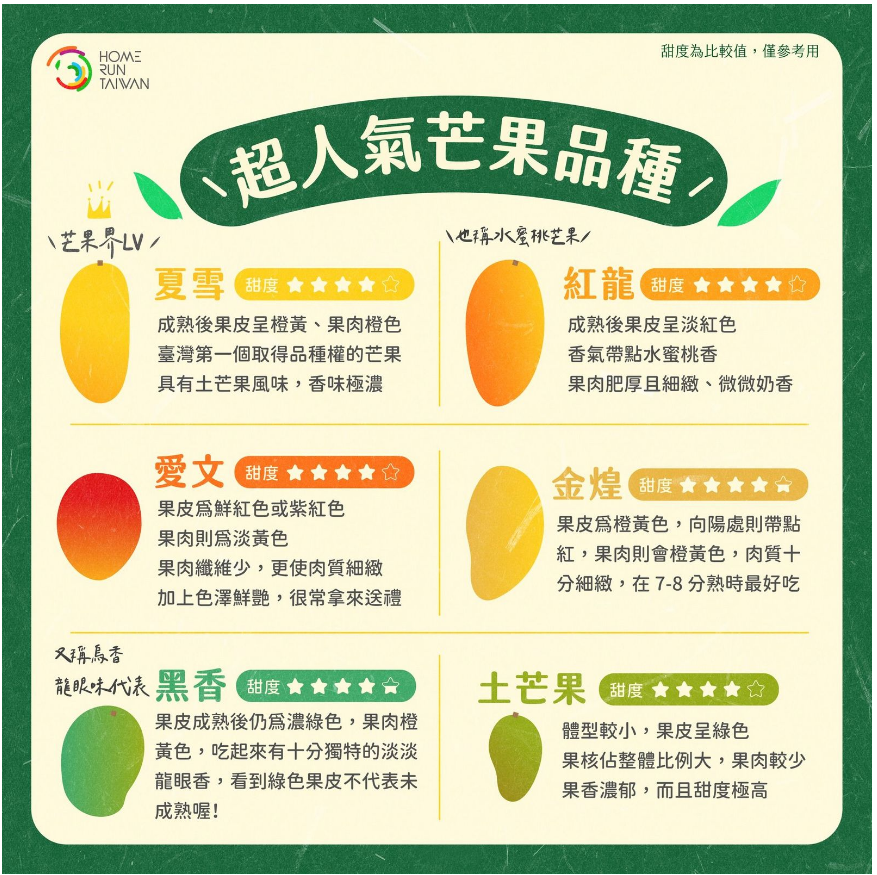 HOME
RUN
TAIWAN
甜度為比較值，僅參考用
超人氣芒果品種
芒果界LV
夏雪 甜度
成熟後果皮呈橙黃、果肉橙色
臺灣第一個取得品種權的芒果
具有土芒果風味，香味極濃
也稱水蜜桃芒果
紅龍 甜度
成熟後果皮呈淡紅色
香氣帶點水蜜桃香
果肉肥厚且細緻、微微奶香
愛文 甜度
果皮爲鮮紅色或紫紅色
果肉則爲淡黃色
果肉纖維少，更使肉質細緻
加上色澤鮮艷，很常拿來送禮
金煌 甜度
果皮爲橙黃色，向陽處則帶點
紅，果肉則會橙黃色，肉質十
分細緻，在 7-8 分熟時最好吃
又稱烏香
龍眼味代表
黑香 甜度
果皮成熟後仍爲濃綠色，果肉橙
黃色，吃起來有十分獨特的淡淡
龍眼香，看到綠色果皮不代表未
成熟喔！
土芒果 甜度
體型較小，果皮呈綠色
果核佔整體比例大，果肉較少
果香濃郁，而且甜度極高